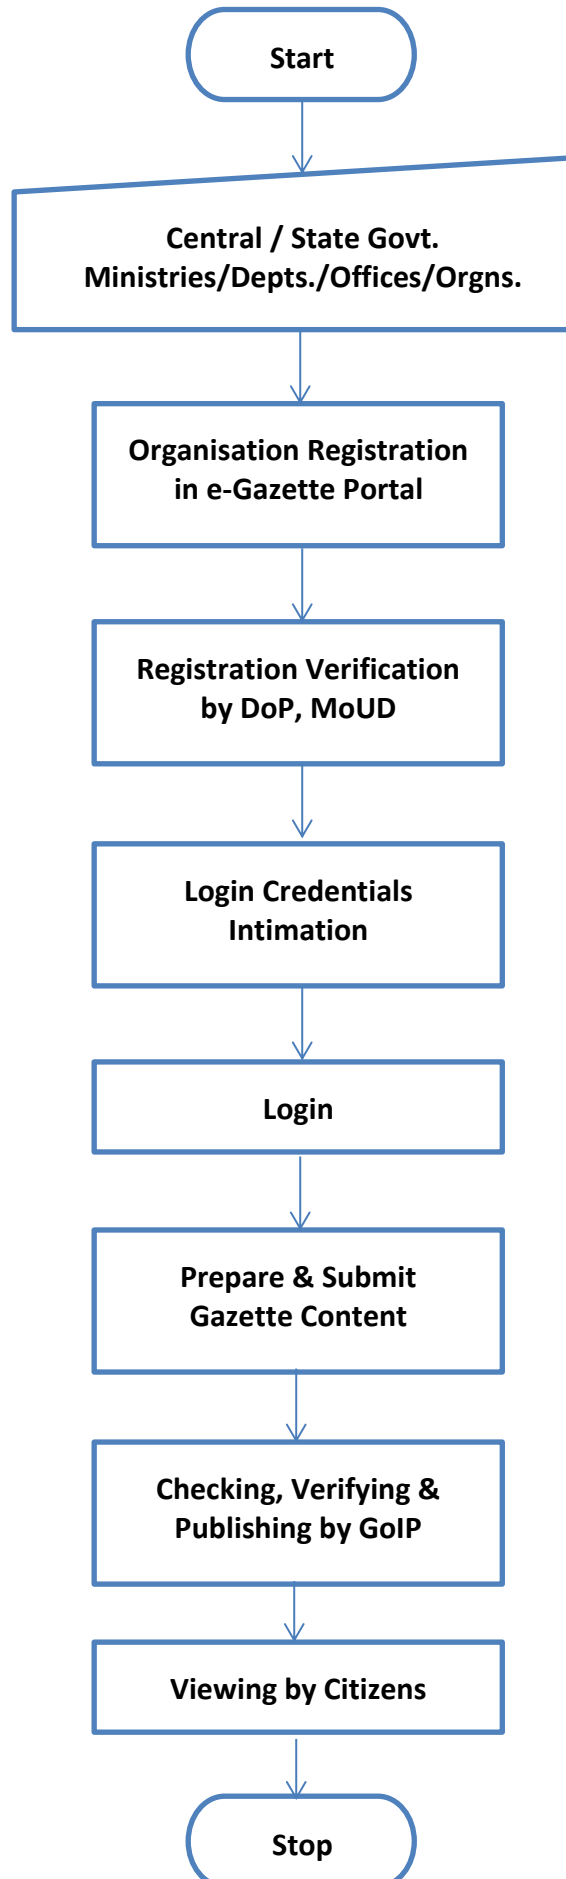 Start
Central / State Govt.
Ministries/Depts./Offices/Orgns.
Organisation Registration
in e-Gazette Portal
Registration Verification
by DoP, MoUD
Login Credentials
Intimation
Login
Prepare & Submit
Gazette Content
Checking, Verifying &
Publishing by GoIP
Viewing by Citizens
Stop